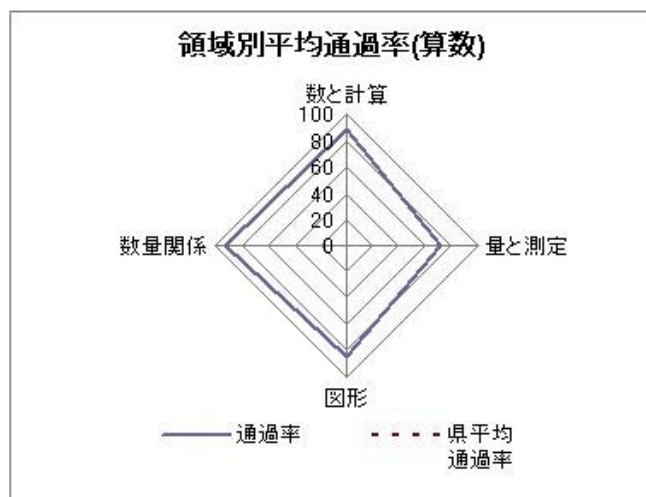 領域別平均通過率(算数)
数と計算
100
80
60
40
20
0
数量関係
量と測定
図形
通過率
県平均
通過率